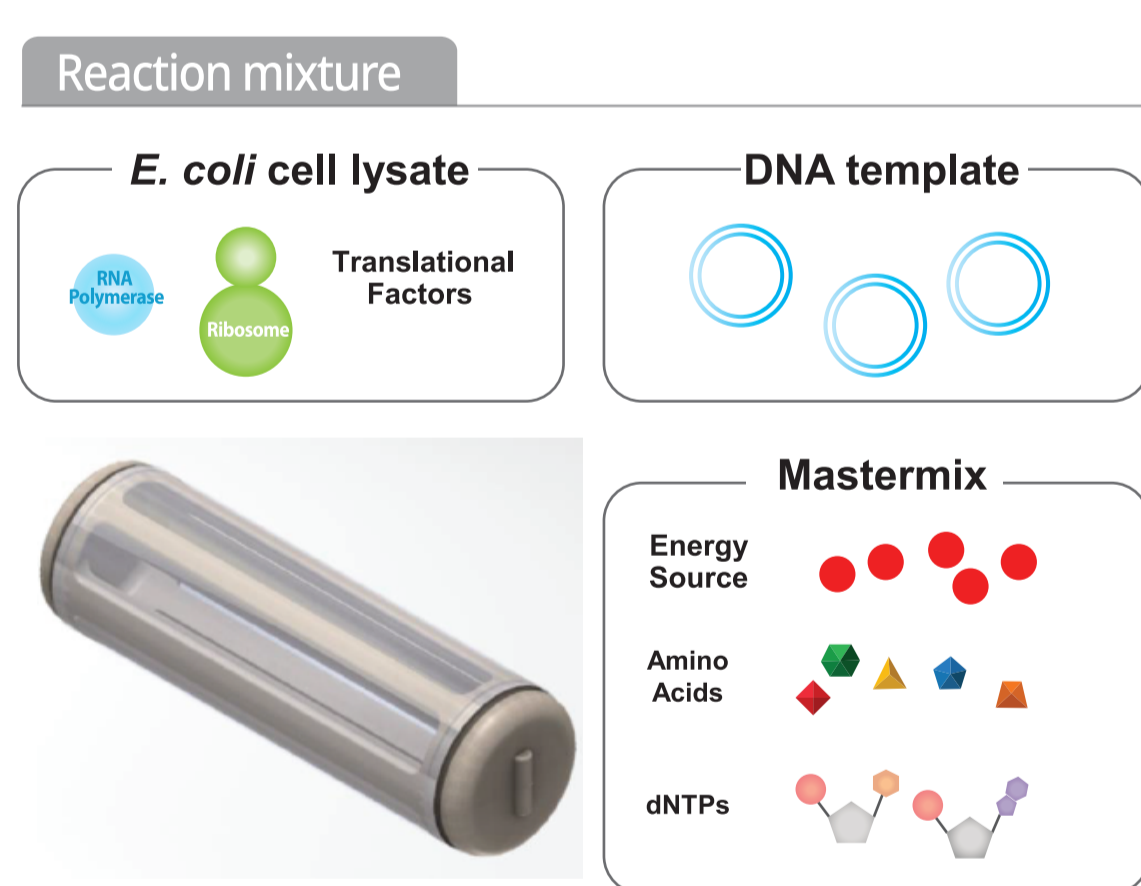 Reaction mixture
E. coli cell lysate
RNA
Polymerase
Ribosome
Translational
Factors
DNA template
Mastermix
Energy
Source
Amino
Acids
dNTPs